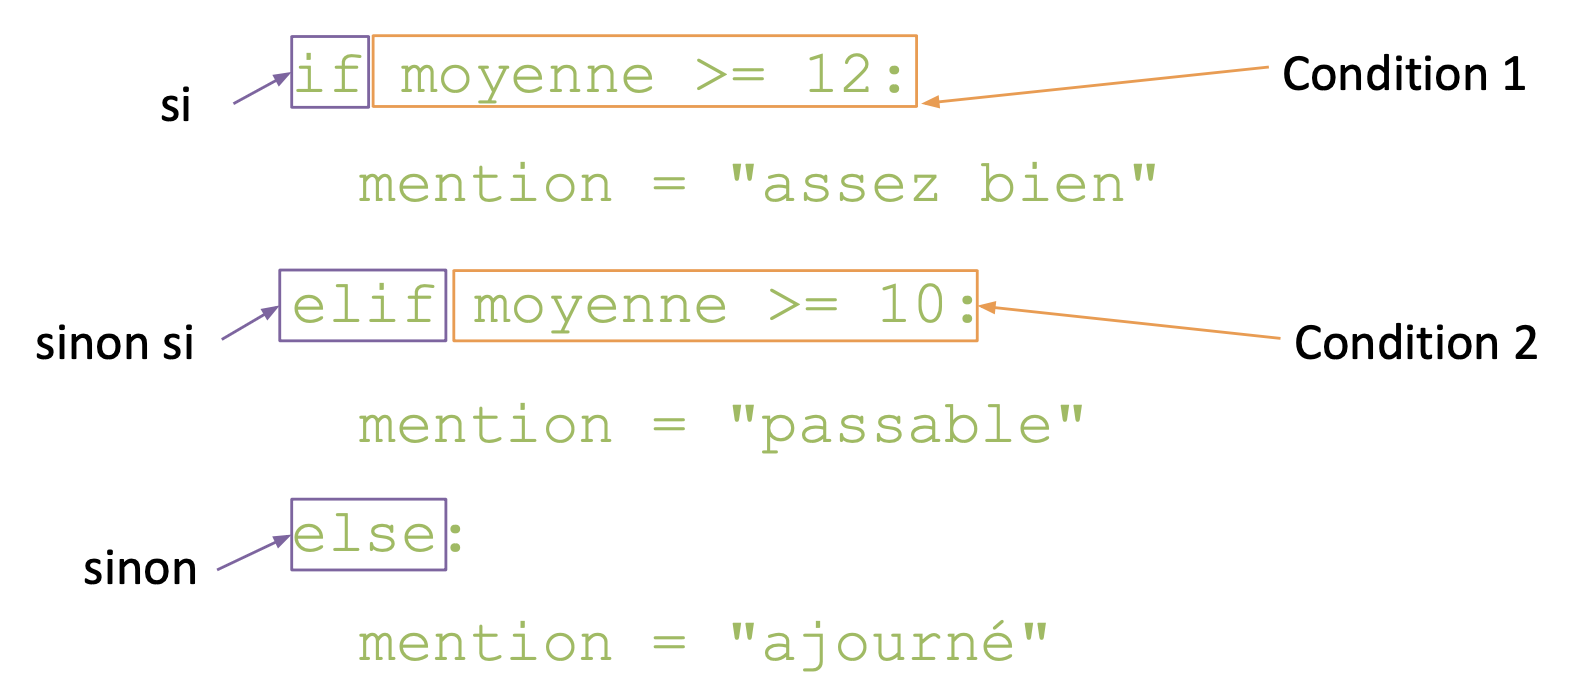 if moyenne >= 12:
Condition 1
si
mention = "assez bien"
elif moyenne >= 10:
sinon si
Condition 2
mention = "passable"
else:
sinon
mention = "ajourné"